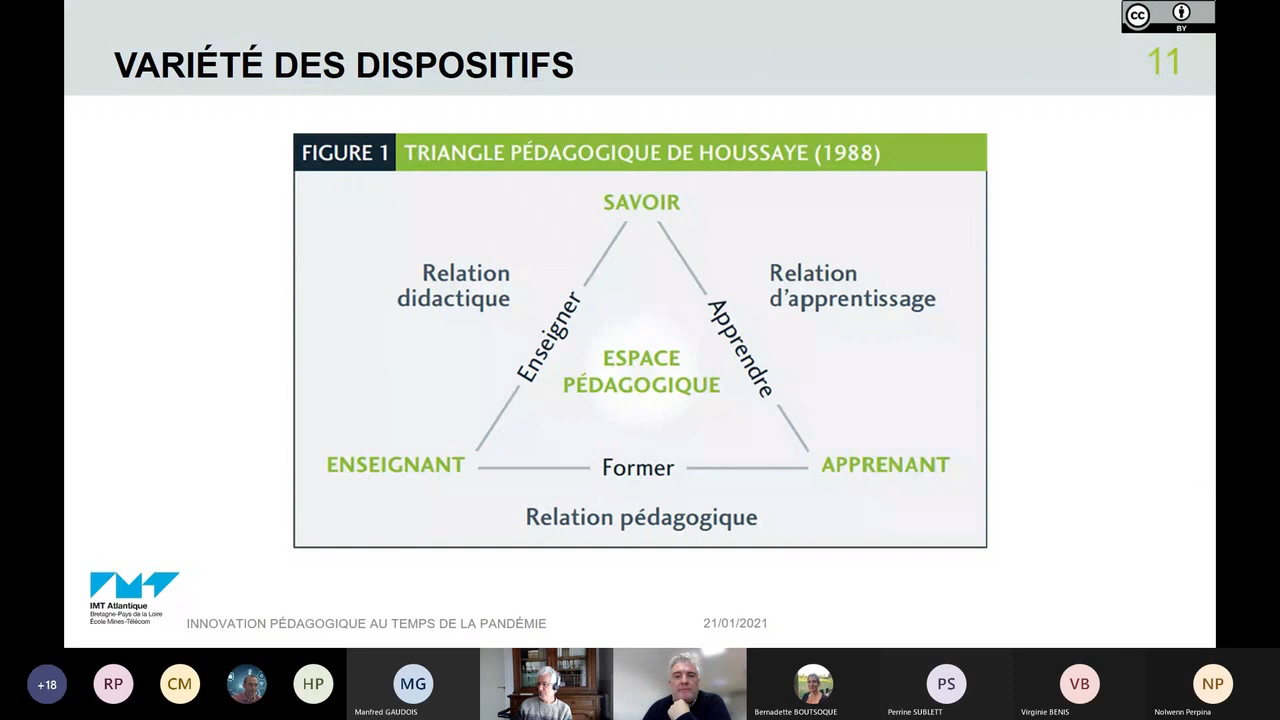 cc
BY
VARIÉTÉ DES DISPOSITIFS
11
FIGURE 1 TRIANGLE PÉDAGOGIQUE DE HOUSSAYE (1988)
SAVOIR
Relation
didactique
Relation
d'apprentissage
Enseigner
Apprendre
ESPACE
PÉDAGOGIQUE
ENSEIGNANT
Former
APPRENANT
Relation pédagogique
IMT Atlantique
Bretagne-Pays de la Loire
École Mines-Télécom
INNOVATION PÉDAGOGIQUE AU TEMPS DE LA PANDÉMIE
21/01/2021
+18
RP
CM
HP
MG
Manfred GAUDOIS
Bernadette BOUTSOQUE
PS
Perrine SUBLETT
VB
Virginie BENIS
NP
Nolwenn Perpina